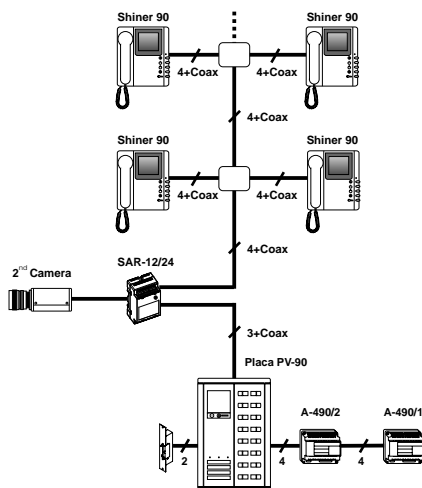 Shiner 90
Shiner 90
4+Coax
4+Coax
4+Coax
Shiner 90
Shiner 90
4+Coax
4+Coax
4+Coax
SAR-12/24
2nd Camera
3+Coax
Placa PV-90
A-490/2
A-490/1
2
4
4